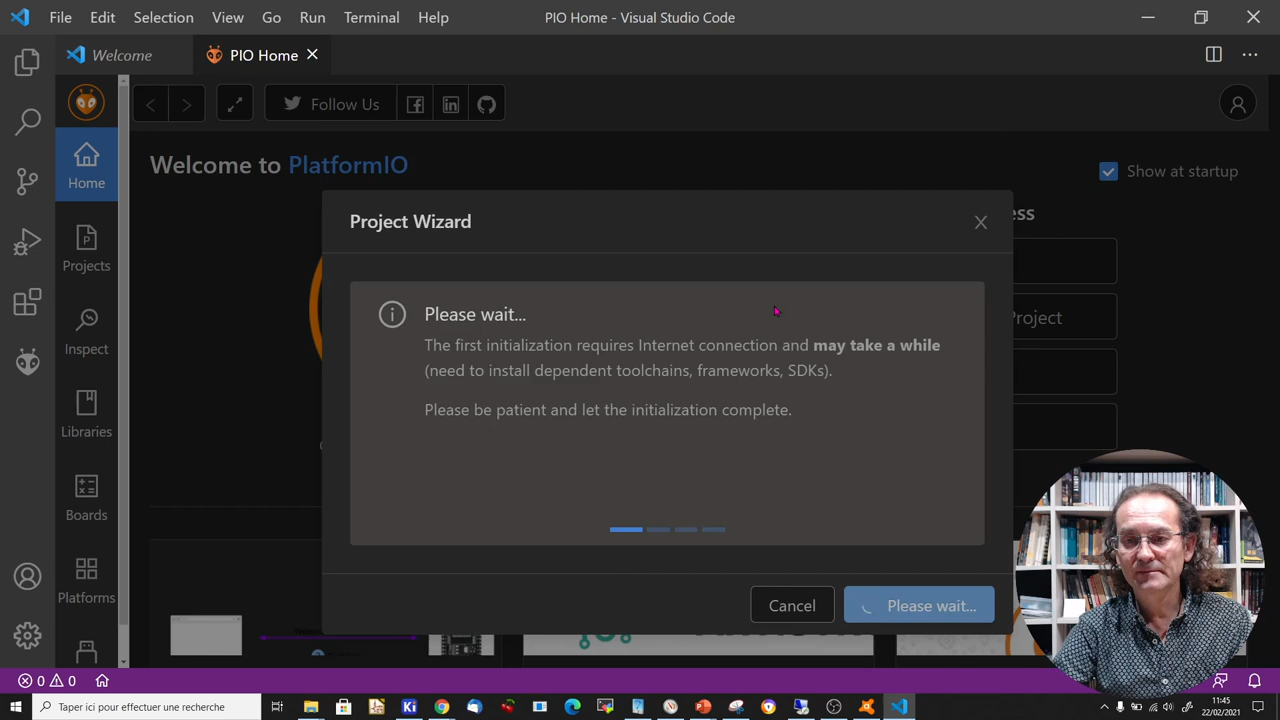 File Edit Selection View Go Run Terminal Help
PIO Home - Visual Studio Code
Welcome
PIO Home
Follow Us
Welcome to PlatformIO
Show at startup
Home
Projects
Inspect
Libraries
Boards
Platforms
ess
Project
Project Wizard
Please wait...
The first initialization requires Internet connection and may take a while
(need to install dependent toolchains, frameworks, SDKs).
Please be patient and let the initialization complete.
Cancel
Please wait...
0 0
Taper ici pour effectuer une recherche
Ki
11:45
22/02/2021